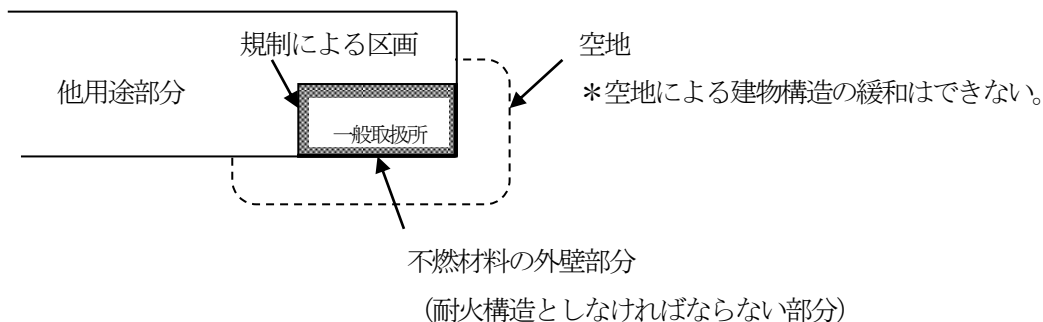 規制による区画
空地
他用途部分
＊空地による建物構造の緩和はできない。
一般取扱所
不燃材料の外壁部分
（耐火構造としなければならない部分）